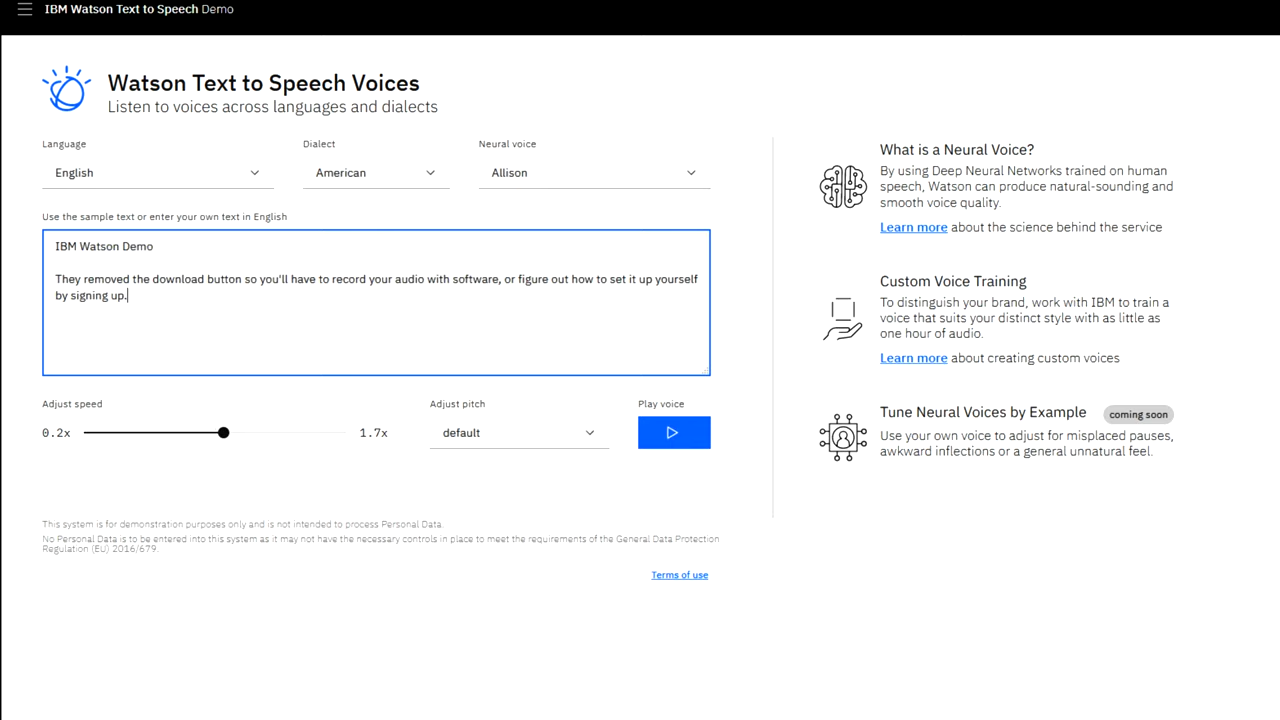 IBM Watson Text to Speech Demo
Watson Text to Speech Voices
Listen to voices across languages and dialects
Language
Dialect
Neural voice
English
American
Allison
Use the sample text or enter your own text in English
IBM Watson Demo
They removed the download button so you'll have to record your audio with software, or figure out how to set it up yourself
by signing up.
Adjust speed
Adjust pitch
Play voice
0.2x
1.7x
default
This system is for demonstration purposes only and is not intended to process Personal Data.
No Personal Data is to be entered into this system as it may not have the necessary controls in place to meet the requirements of the General Data Protection
Regulation (EU) 2016/679.
Terms of use
What is a Neural Voice?
By using Deep Neural Networks trained on human
speech, Watson can produce natural-sounding and
smooth voice quality.
Learn more about the science behind the service
Custom Voice Training
To distinguish your brand, work with IBM to train a
voice that suits your distinct style with as little as
one hour of audio.
Learn more about creating custom voices
Tune Neural Voices by Example coming soon
Use your own voice to adjust for misplaced pauses,
awkward inflections or a general unnatural feel.